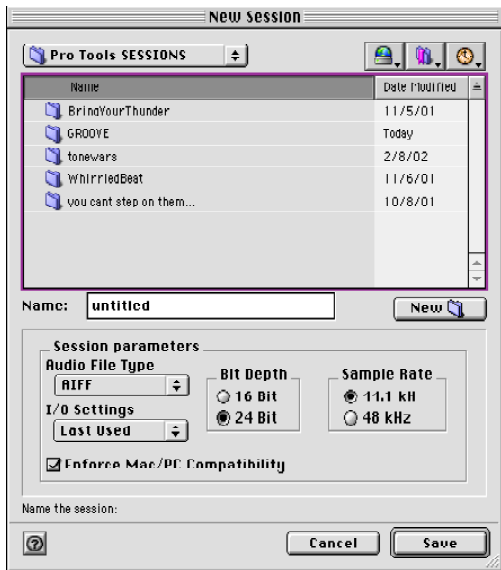 New Session
Pro Tools SESSIONS
Name Date Modified
BringYourThunder 11/5/01
GROOVE Today
tonewars 2/8/02
WhirriedBeat 11/6/01
you cant step on them... 10/8/01
Name: untitled New
Session parameters
Audio File Type
AIFF
I/O Settings
Last Used
Bit Depth
16 Bit
24 Bit
Sample Rate
44.1 kH
48 kHz
Enforce Mac/PC Compatibility
Name the session:
Cancel Save